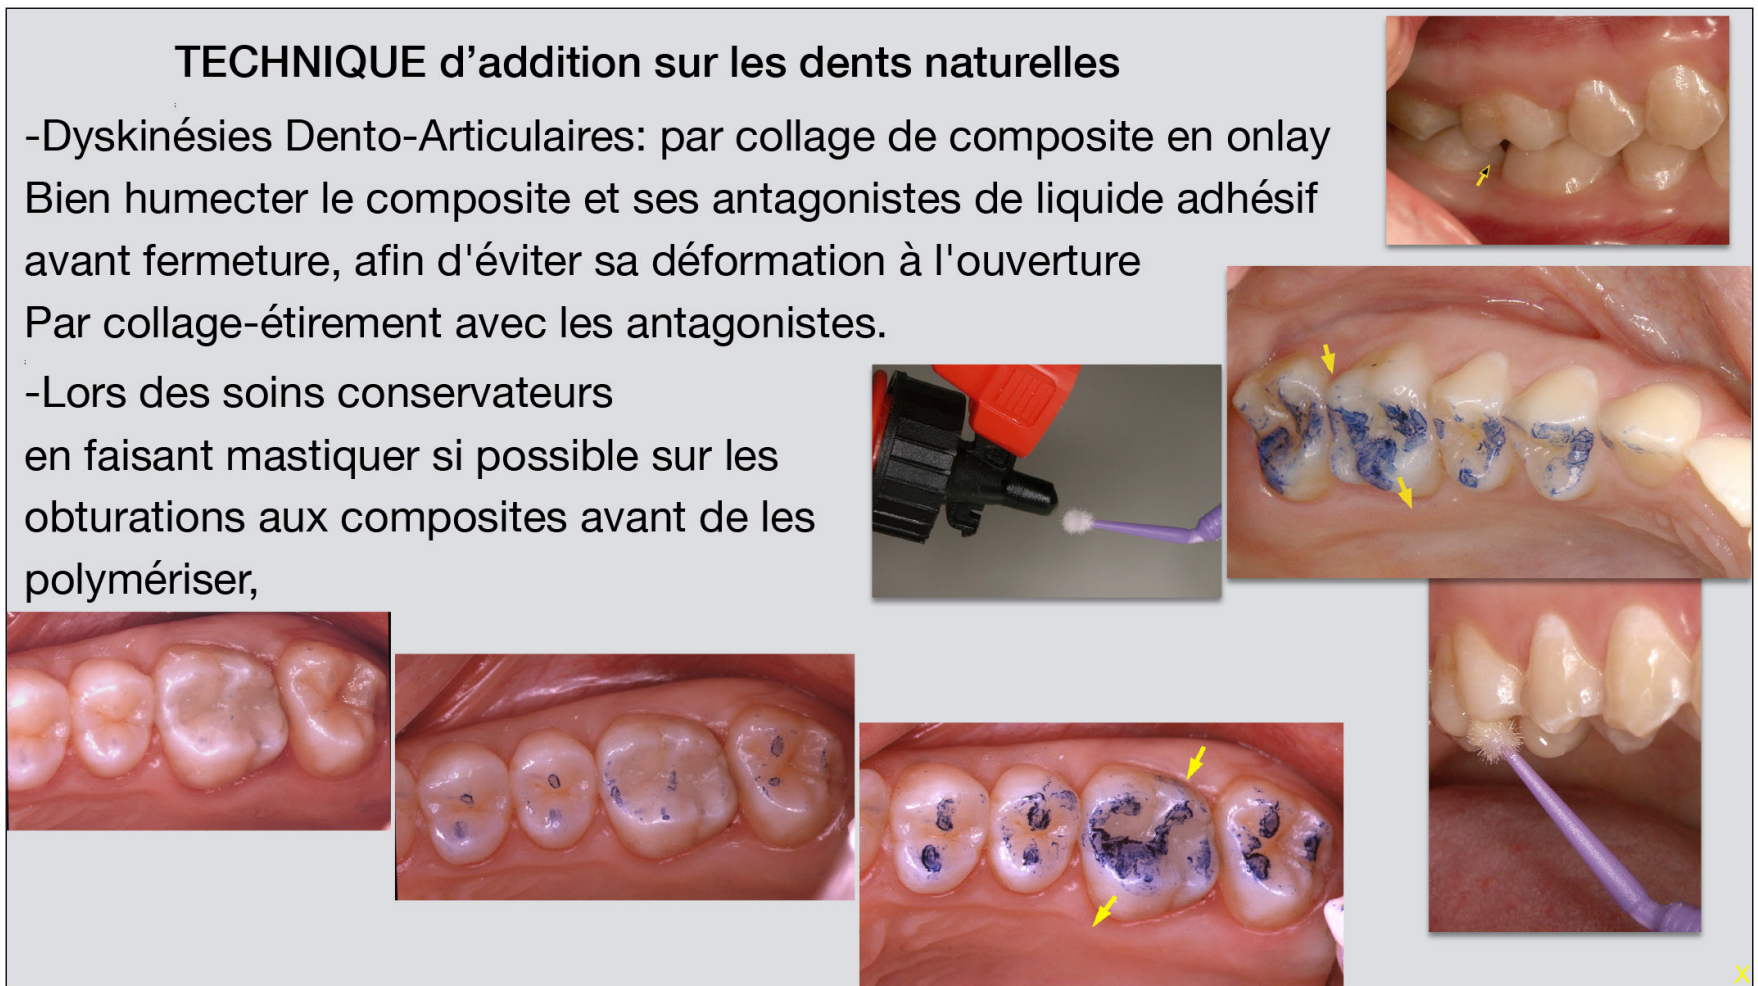 TECHNIQUE d’addition sur les dents naturelles
-Dyskinésies Dento-Articulaires: par collage de composite en onlay
Bien humecter le composite et ses antagonistes de liquide adhésif
avant fermeture, afin d'éviter sa déformation à l'ouverture
Par collage-étirement avec les antagonistes.
-Lors des soins conservateurs
en faisant mastiquer si possible sur les
obturations aux composites avant de les
polymériser,
X